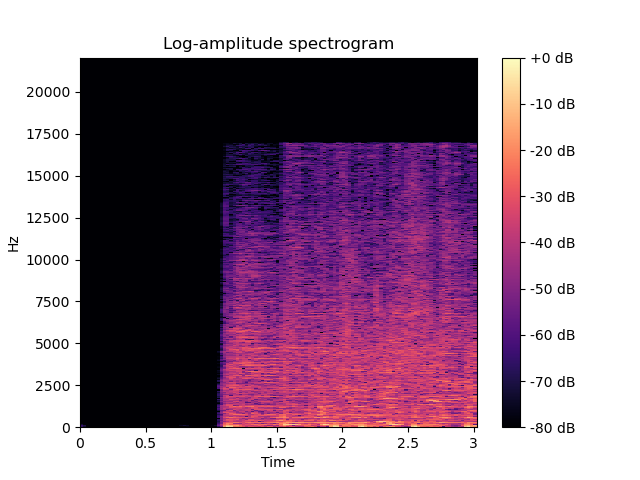 Log-amplitude spectrogram
Hz
20000
17500
15000
12500
10000
7500
5000
2500
0
0
0.5
1
1.5
2
2.5
3
Time
+0 dB
-10 dB
-20 dB
-30 dB
-40 dB
-50 dB
-60 dB
-70 dB
-80 dB